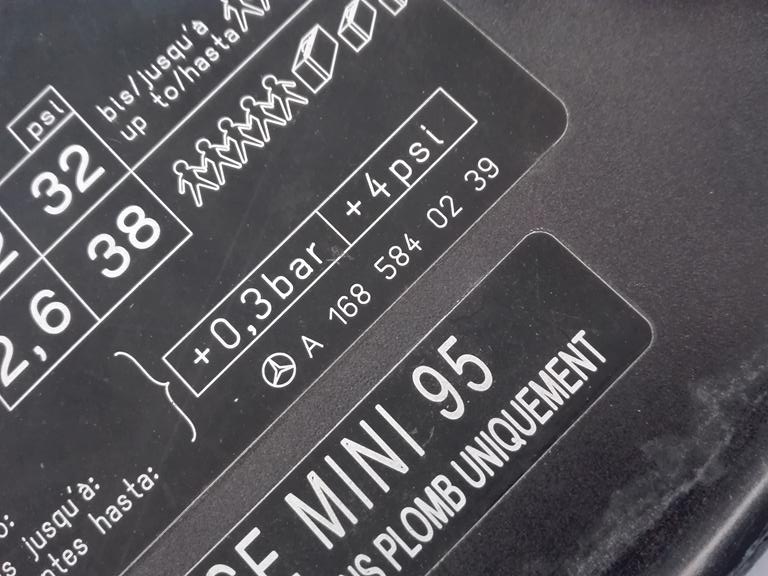 psi
bis/jusqu'à
up to/hasta
32
38
2,6
+0,3bar +4psi
A 168 584 02 39
jusqu'à:
hasta:
MINI 95
PLOMB UNIQUEMENT